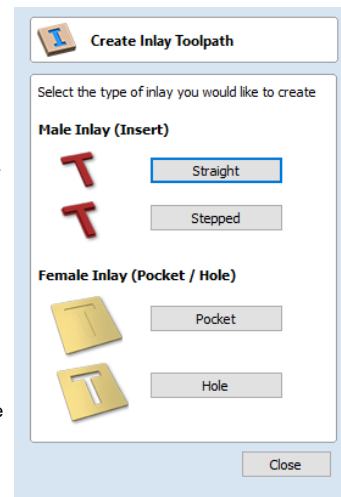 Create Inlay Toolpath
Select the type of inlay you would like to create
Male Inlay (Insert)
Straight
Stepped
Female Inlay (Pocket / Hole)
Pocket
Hole
Close